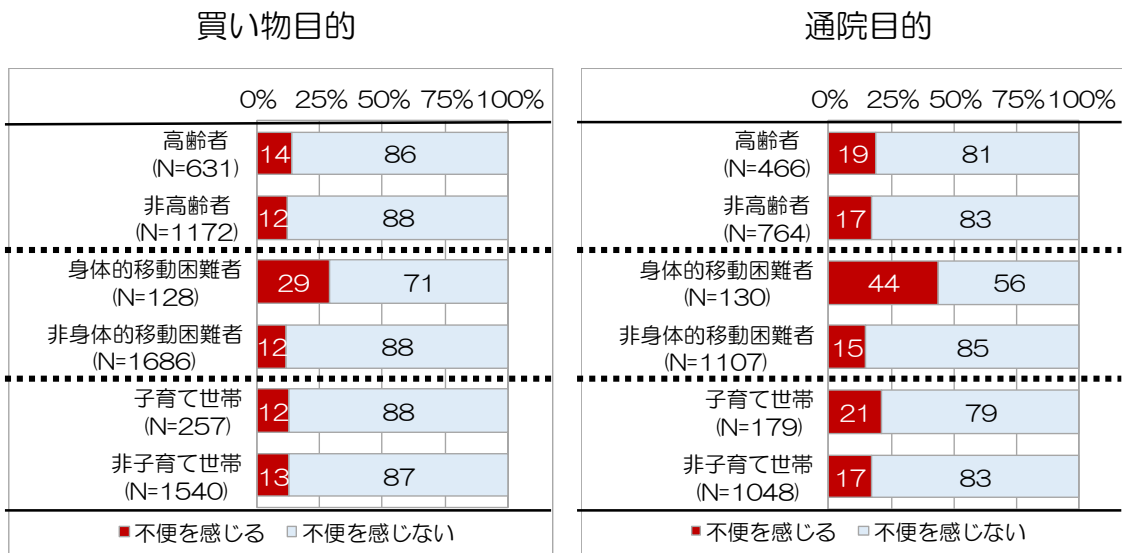 買い物目的
0% 25% 50% 75% 100%
高齢者
(N=631)
14 86
非高齢者
(N=1172)
12 88
身体的移動困難者
(N=128)
29 71
非身体的移動困難者
(N=1686)
12 88
子育て世帯
(N=257)
12 88
非子育て世帯
(N=1540)
13 87
不便を感じる 不便を感じない
通院目的
0% 25% 50% 75% 100%
高齢者
(N=466)
19 81
非高齢者
(N=764)
17 83
身体的移動困難者
(N=130)
44 56
非身体的移動困難者
(N=1107)
15 85
子育て世帯
(N=179)
21 79
非子育て世帯
(N=1048)
17 83
不便を感じる 不便を感じない